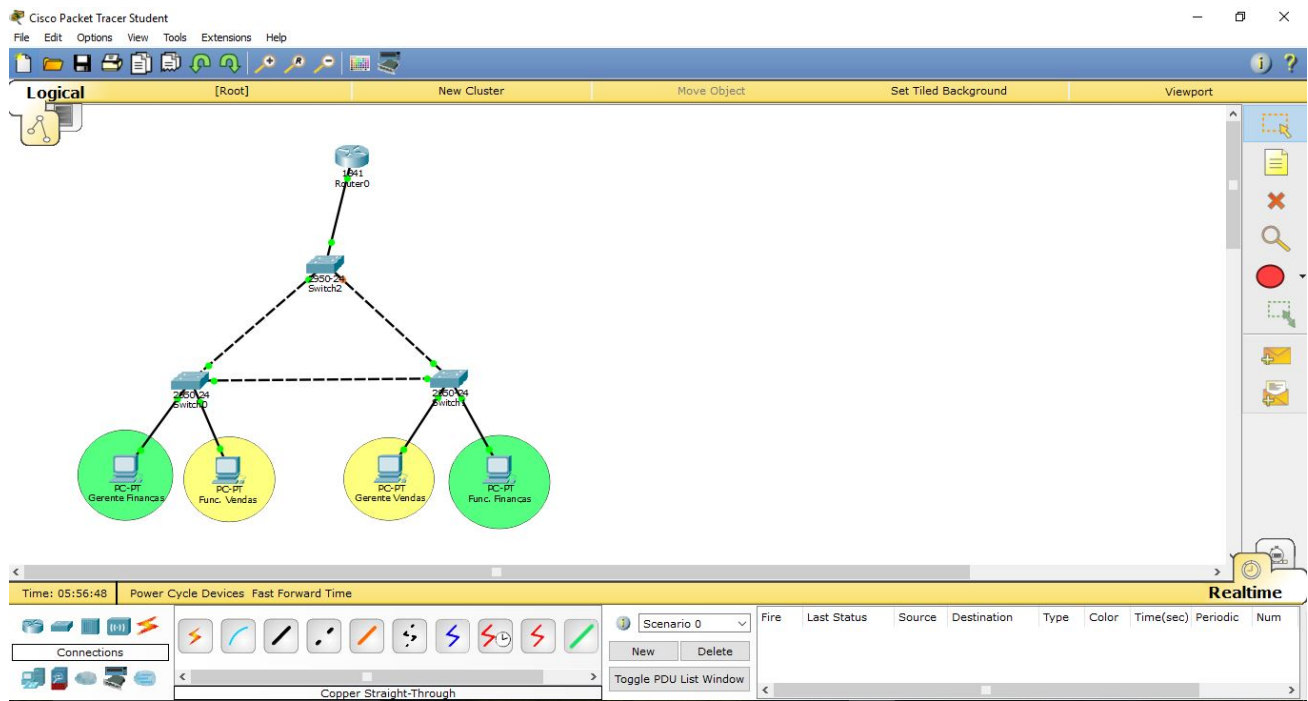 Cisco Packet Tracer Student
File Edit Options View Tools Extensions Help
Logical [Root] New Cluster Move Object Set Tiled Background Viewport
1941
Router0
2950-24
Switch2
2950-24
Switch0
2950-24
Switch1
PC-PT
Gerente Financas
PC-PT
Func. Vendas
PC-PT
Gerente Vendas
PC-PT
Func. Financas
Time: 05:56:48 Power Cycle Devices Fast Forward Time Realtime
Connections
Copper Straight-Through
Scenario 0
New Delete
Toggle PDU List Window
Fire Last Status Source Destination Type Color Time(sec) Periodic Num